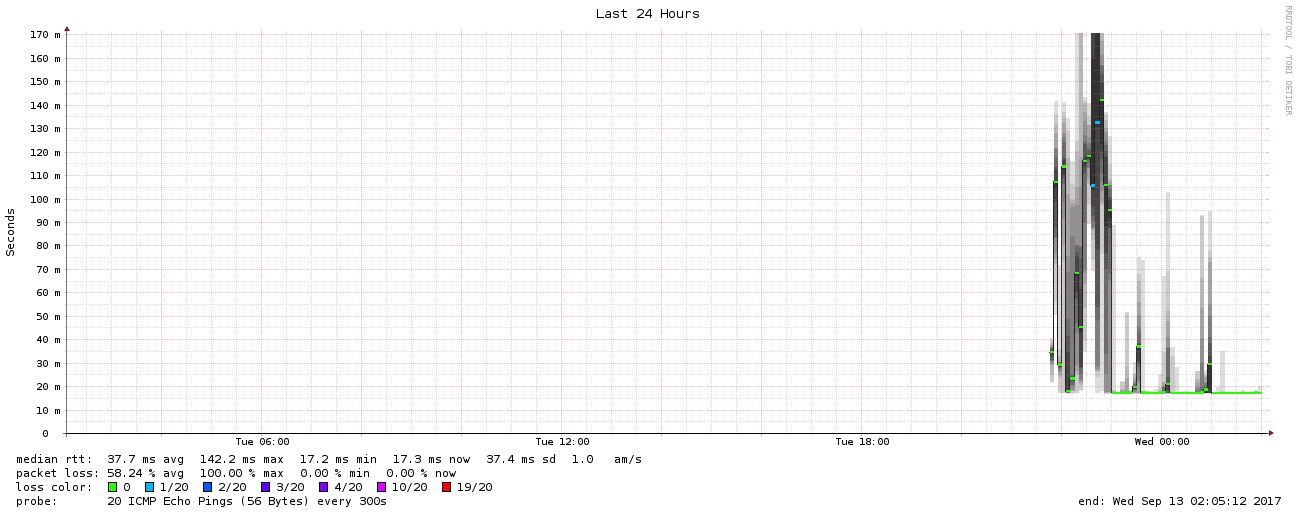 Last 24 Hours
RRDTOOL / TOBI OETIKER
Seconds
170 m
160 m
150 m
140 m
130 m
120 m
110 m
100 m
90 m
80 m
70 m
60 m
50 m
40 m
30 m
20 m
10 m
0
Tue 06:00 Tue 12:00 Tue 18:00 Wed 00:00
median rtt: 37.7 ms avg 142.2 ms max 17.2 ms min 17.3 ms now 37.4 ms sd 1.0 am/s
packet loss: 58.24 % avg 100.00 % max 0.00 % min 0.00 % now
loss color: 0 1/20 2/20 3/20 4/20 10/20 19/20
probe: 20 ICMP Echo Pings (56 Bytes) every 300s end: Wed Sep 13 02:05:12 2017